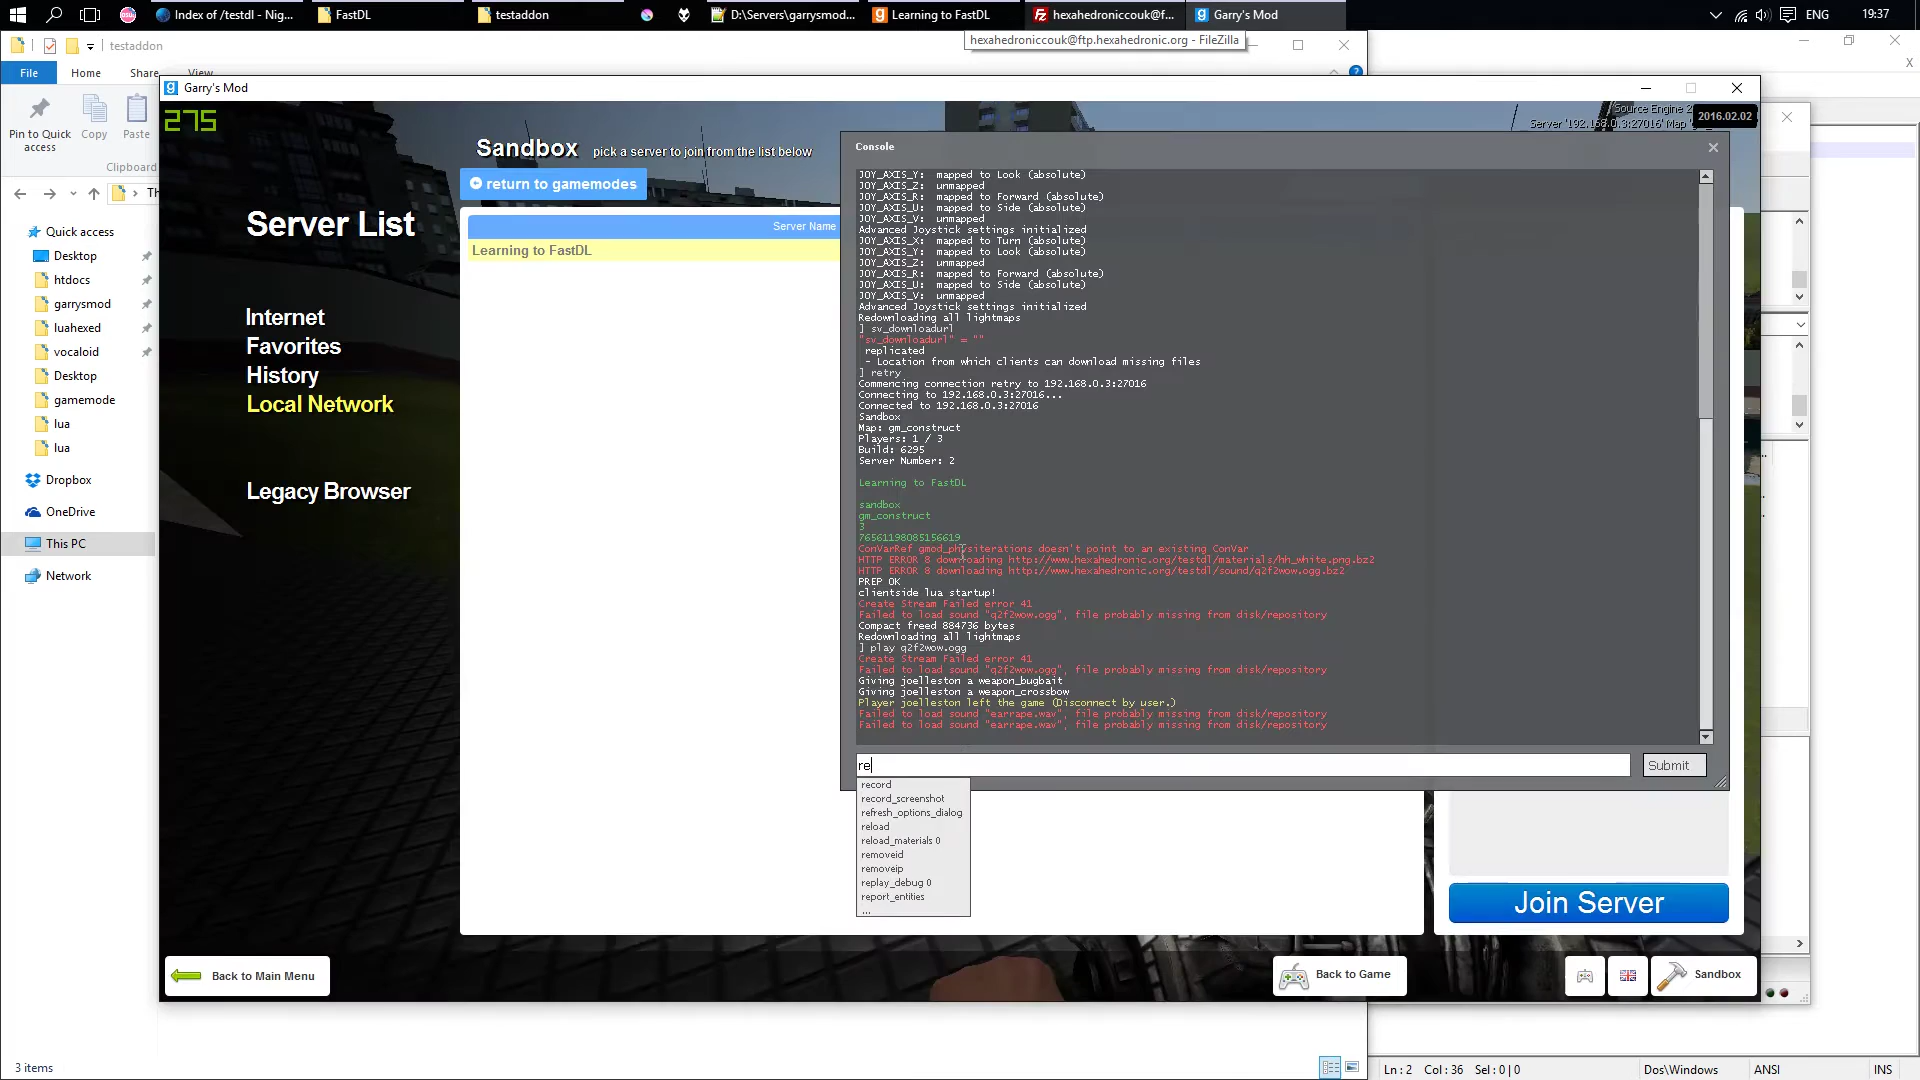 Index of /testdl - Nig...
FastDL
testaddon
D:\Servers\garrysmod...
Learning to FastDL
hexahedroniccouk@f...
Garry's Mod
ENG
19:37
hexahedroniccouk@ftp.hexahedronic.org - FileZilla
testaddon
File
Home
Share
View
Garry's Mod
275
Source Engine 2
2016.02.02
Server '192.168.0.3:27016' Map 'g
Pin to Quick access
Copy
Paste
Clipboard
Th
Quick access
Desktop
htdocs
garrysmod
luahexed
vocaloid
Desktop
gamemode
lua
lua
Dropbox
OneDrive
This PC
Network
3 items
Sandbox pick a server to join from the list below
return to gamemodes
Server List
Server Name
Learning to FastDL
Internet
Favorites
History
Local Network
Legacy Browser
Console
JOY_AXIS_Y:  mapped to Look (absolute)
JOY_AXIS_Z:  unmapped
JOY_AXIS_R:  mapped to Forward (absolute)
JOY_AXIS_U:  mapped to Side (absolute)
JOY_AXIS_V:  unmapped
Advanced Joystick settings initialized
JOY_AXIS_X:  mapped to Turn (absolute)
JOY_AXIS_Y:  mapped to Look (absolute)
JOY_AXIS_Z:  unmapped
JOY_AXIS_R:  mapped to Forward (absolute)
JOY_AXIS_U:  mapped to Side (absolute)
JOY_AXIS_V:  unmapped
Advanced Joystick settings initialized
Redownloading all lightmaps
] sv_downloadurl
"sv_downloadurl" = ""
replicated
- Location from which clients can download missing files
] retry
Commencing connection retry to 192.168.0.3:27016
Connecting to 192.168.0.3:27016...
Connected to 192.168.0.3:27016
Sandbox
Map: gm_construct
Players: 1 / 3
Build: 6295
Server Number: 2
Learning to FastDL
sandbox
gm_construct
3
76561198085156619
ConVarRef gmod_physiterations doesn't point to an existing ConVar
HTTP ERROR 8 downloading http://www.hexahedronic.org/testdl/materials/hh_white.png.bz2
HTTP ERROR 8 downloading http://www.hexahedronic.org/testdl/sound/q2f2wow.ogg.bz2
PREP OK
clientside lua startup!
Create Stream Failed error 41
Failed to load sound "q2f2wow.ogg", file probably missing from disk/repository
Compact freed 884736 bytes
Redownloading all lightmaps
] play q2f2wow.ogg
Create Stream Failed error 41
Failed to load sound "q2f2wow.ogg", file probably missing from disk/repository
Giving joelleston a weapon_bugbait
Giving joelleston a weapon_crossbow
Player joelleston left the game (Disconnect by user.)
Failed to load sound "earrape.wav", file probably missing from disk/repository
Failed to load sound "earrape.wav", file probably missing from disk/repository
re
Submit
record
record_screenshot
refresh_options_dialog
reload
reload_materials 0
removeid
removeip
replay_debug 0
report_entities
...
Join Server
Back to Main Menu
Back to Game
Sandbox
Ln : 2 Col : 36 Sel : 0 | 0
Dos\Windows
ANSI
INS